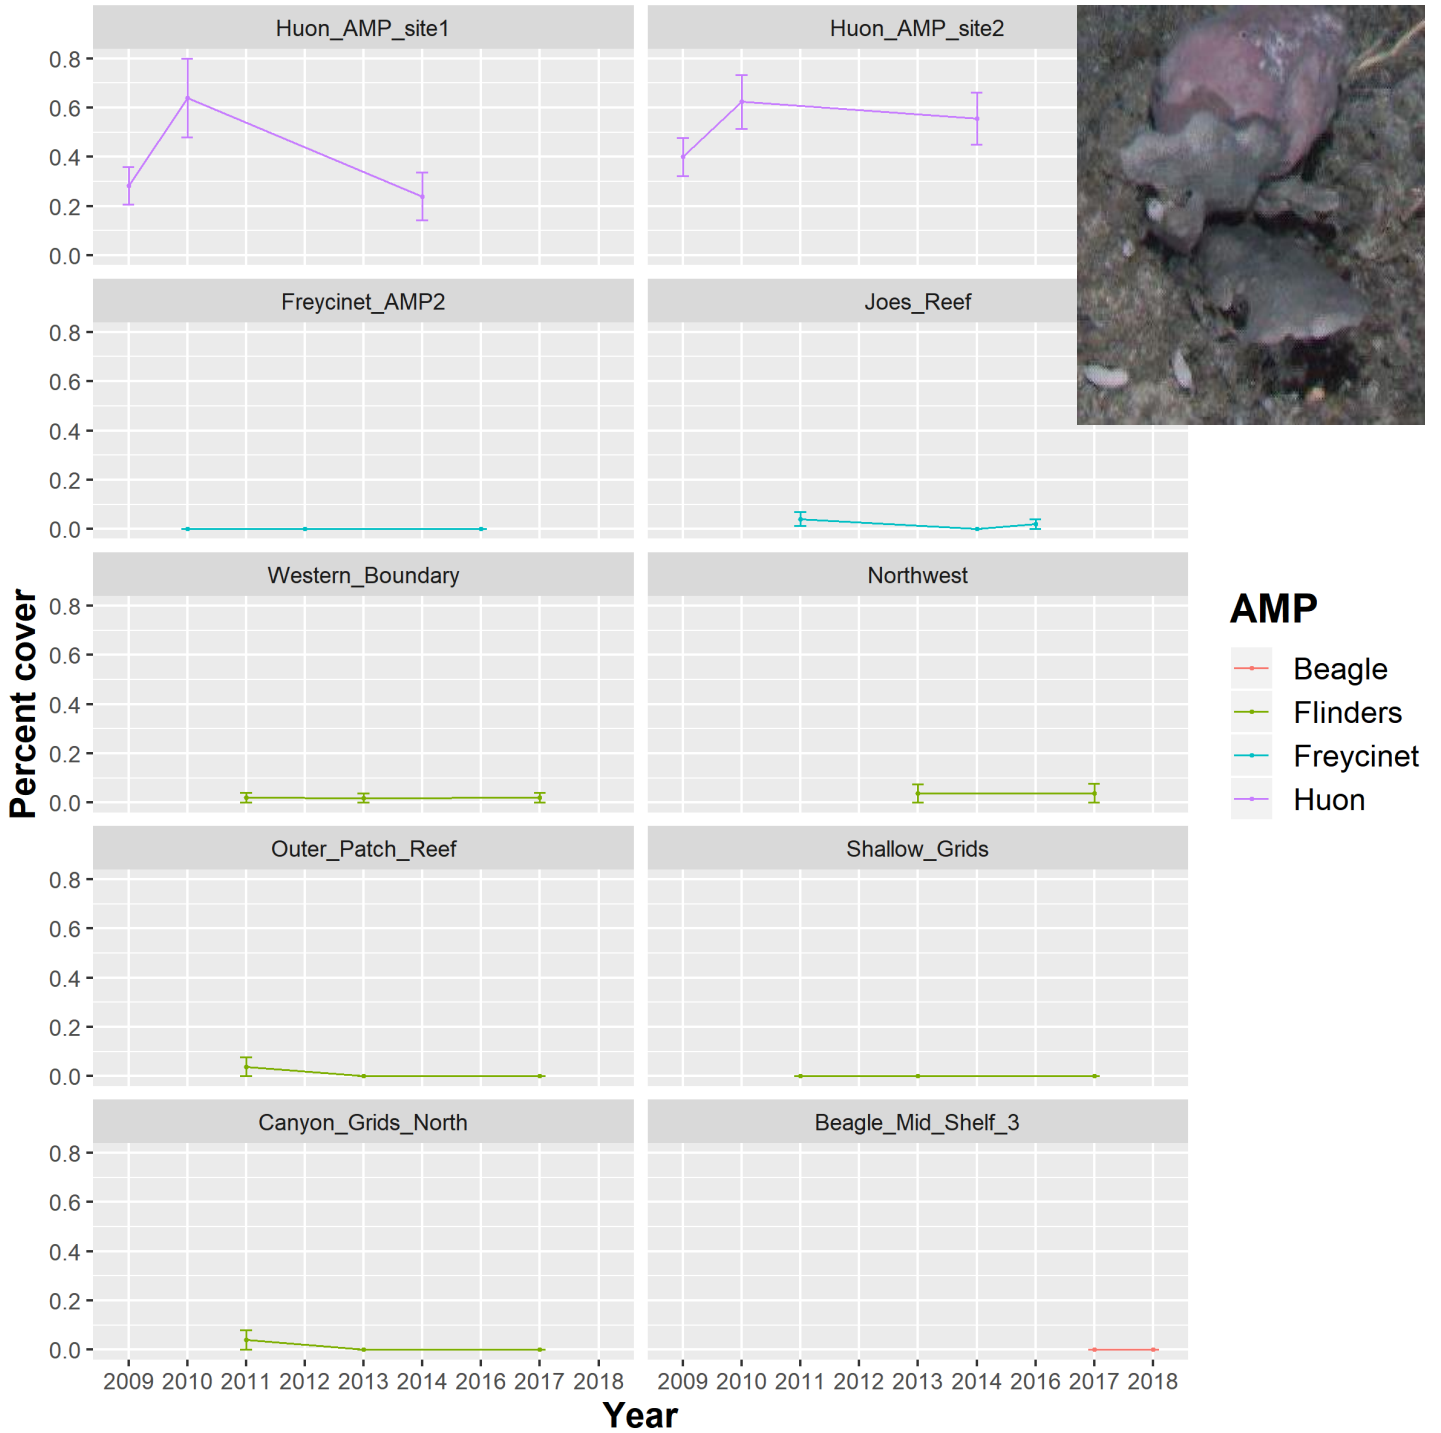 Huon_AMP_site1
Huon_AMP_site2
0.8
0.6
0.4
0.2
0.0
Freycinet_AMP2
Joes_Reef
0.8
0.6
0.4
0.2
0.0
Western_Boundary
Northwest
0.8
0.6
0.4
0.2
0.0
Outer_Patch_Reef
Shallow_Grids
0.8
0.6
0.4
0.2
0.0
Canyon_Grids_North
Beagle_Mid_Shelf_3
0.8
0.6
0.4
0.2
0.0
2009 2010 2011 2012 2013 2014 2016 2017 2018
2009 2010 2011 2012 2013 2014 2016 2017 2018
Year
Percent cover
AMP
Beagle
Flinders
Freycinet
Huon